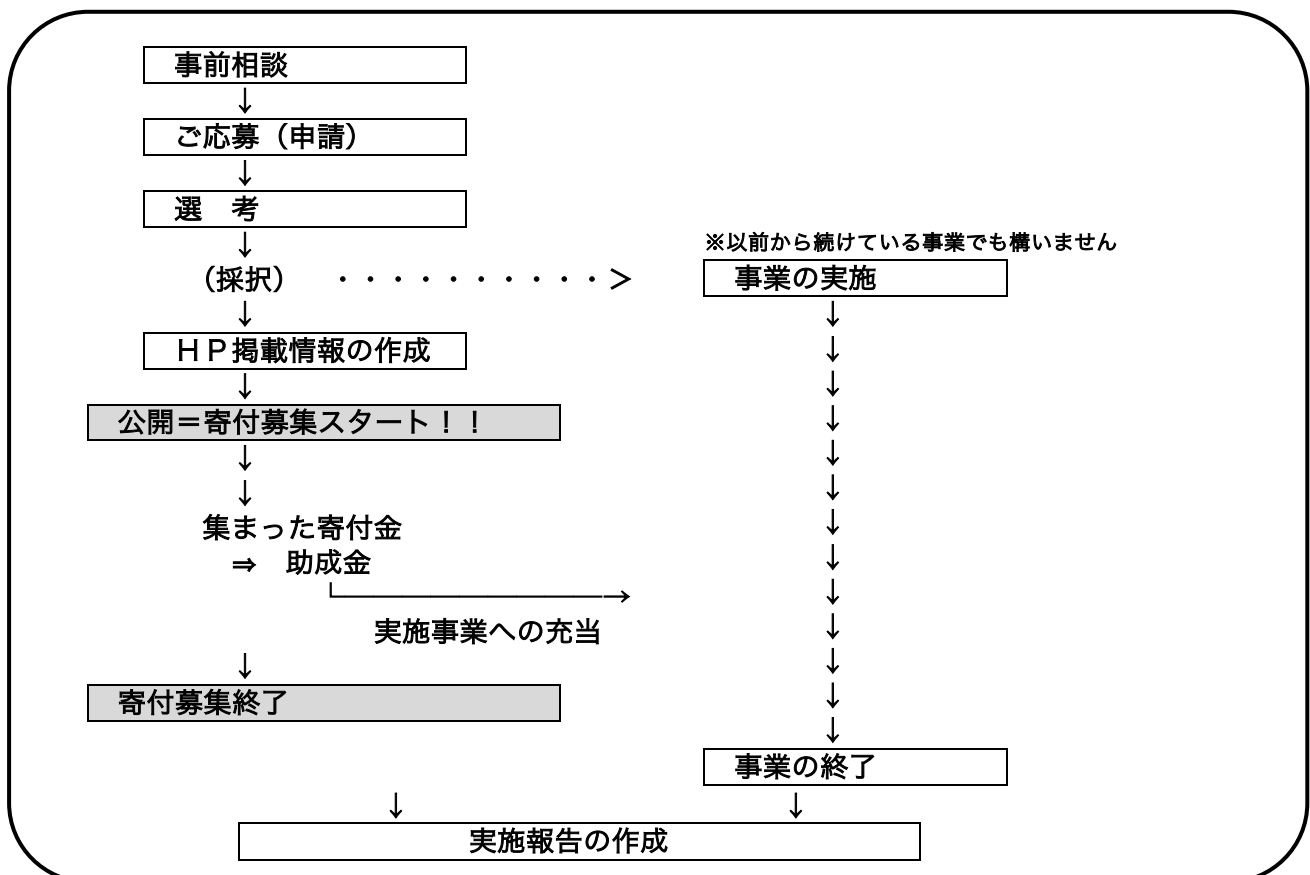 事前相談
↓
ご応募（申請）
↓
選　考
↓
※以前から続けている事業でも構いません
（採択）　・・・・・・・・・・＞　事業の実施
↓　↓
ＨＰ掲載情報の作成　↓
↓　↓
公開＝寄付募集スタート！！　↓
↓　↓
↓　↓
集まった寄付金　↓
⇒　助成金　↓
└──────────→　↓
実施事業への充当　↓
↓　↓
寄付募集終了　↓
↓
事業の終了
↓　↓
実施報告の作成